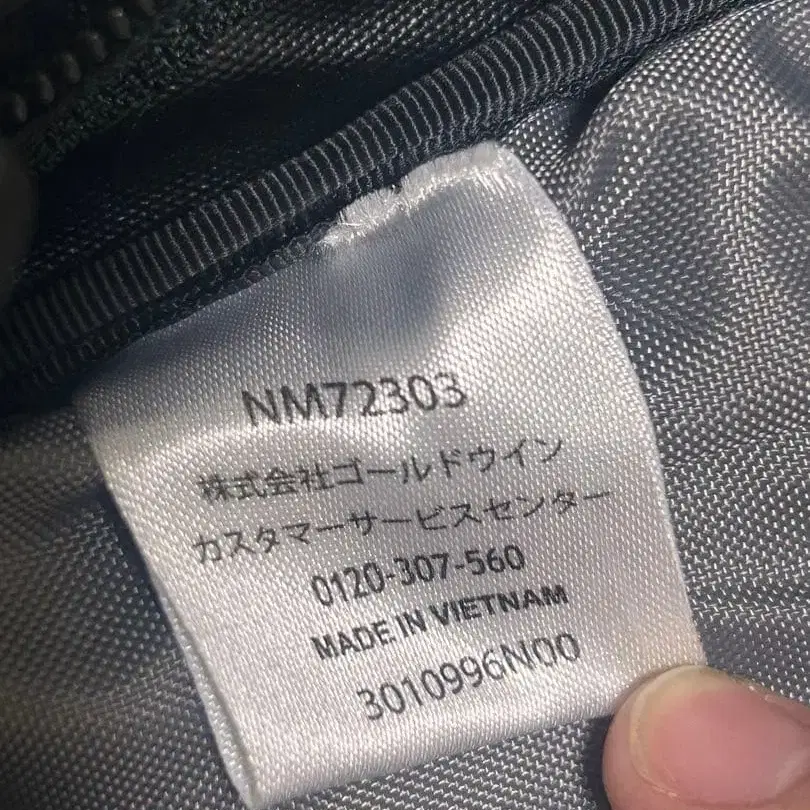 NM72303
株式会社ゴールドウイン
カスタマーサービスセンター
0120-307-560
MADE IN VIETNAM
3010996N00